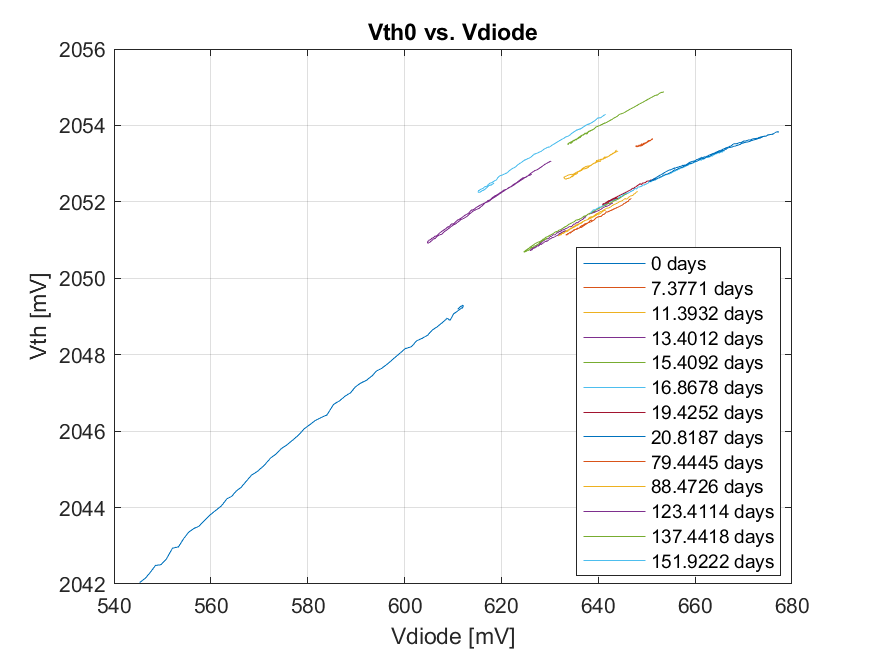 Vth0 vs. Vdiode
2056
2054
2052
2050
2048
2046
2044
2042
Vth [mV]
540
560
580
600
620
640
660
680
Vdiode [mV]
0 days
7.3771 days
11.3932 days
13.4012 days
15.4092 days
16.8678 days
19.4252 days
20.8187 days
79.4445 days
88.4726 days
123.4114 days
137.4418 days
151.9222 days